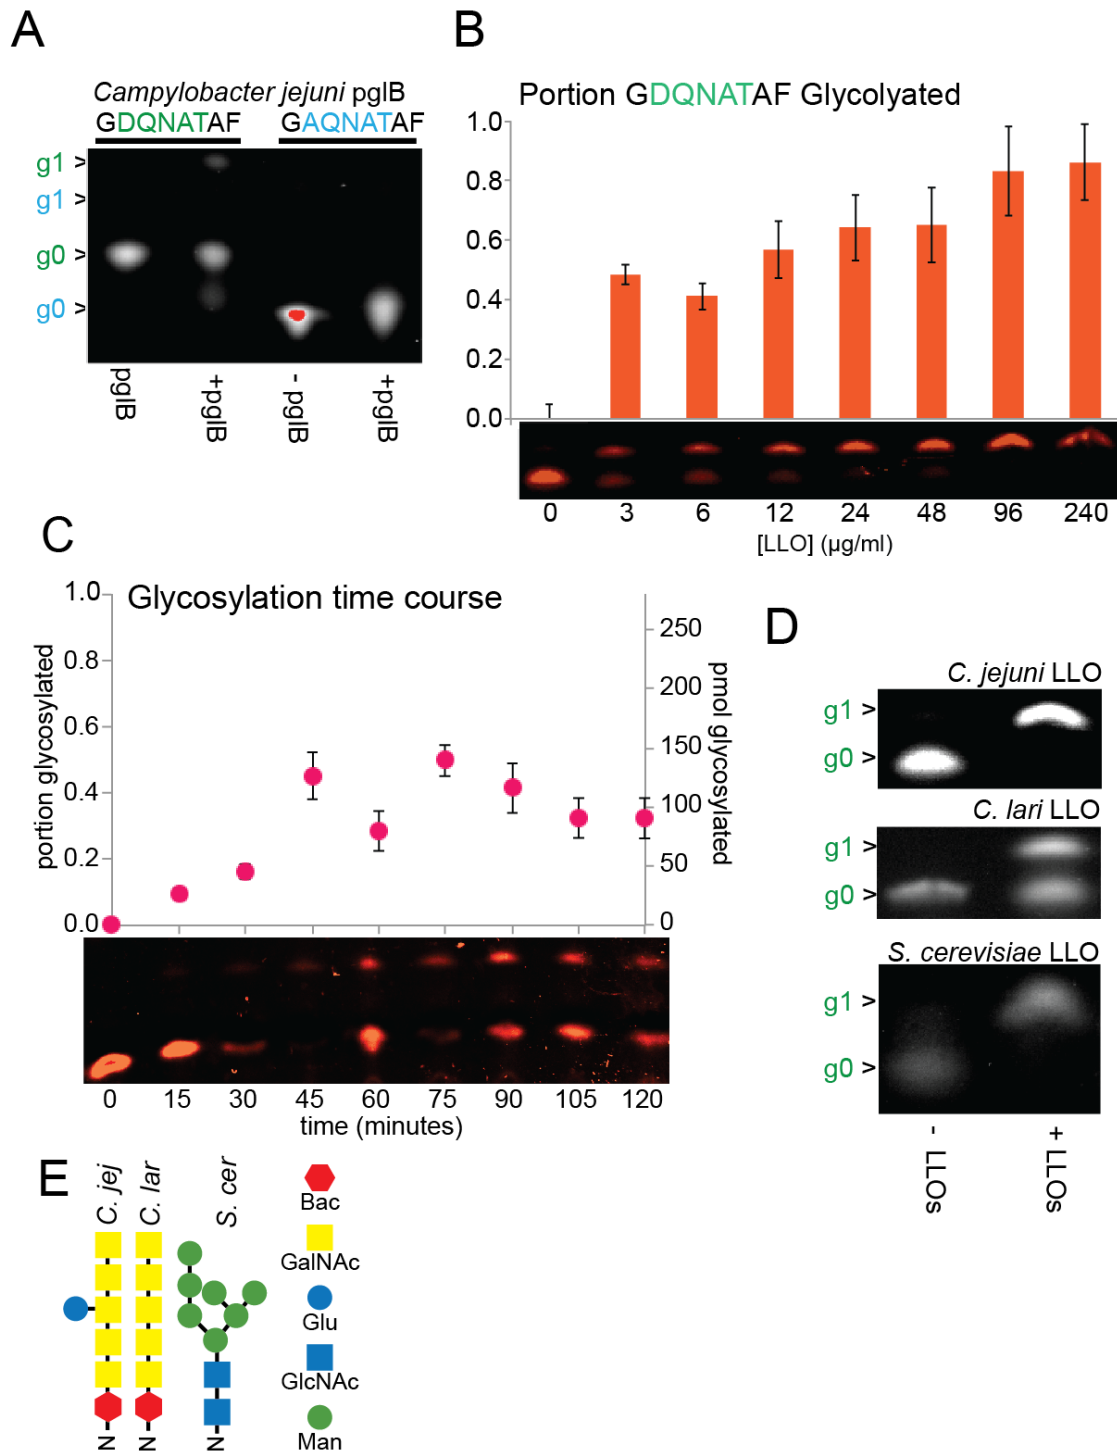 A
Campylobacter jejuni pglB
GDQNATAF GAQNATAF
g1 >
g1 >
g0 >
g0 >
pglB
+pglB
- pglB
+pglB
B
Portion GDQNATAF Glycolyated
1.0
0.8
0.6
0.4
0.2
0.0
0 3 6 12 24 48 96 240
[LLO] (µg/ml)
C
Glycosylation time course
portion glycosylated
1.0
0.8
0.6
0.4
0.2
0.0
pmol glycosylated
250
200
150
100
50
0
0 15 30 45 60 75 90 105 120
time (minutes)
D
C. jejuni LLO
g1 >
g0 >
C. lari LLO
g1 >
g0 >
S. cerevisiae LLO
g1 >
g0 >
- LLOs
+ LLOs
E
C. jej
C. lar
S. cer
N
N
N
Bac
GalNAc
Glu
GlcNAc
Man